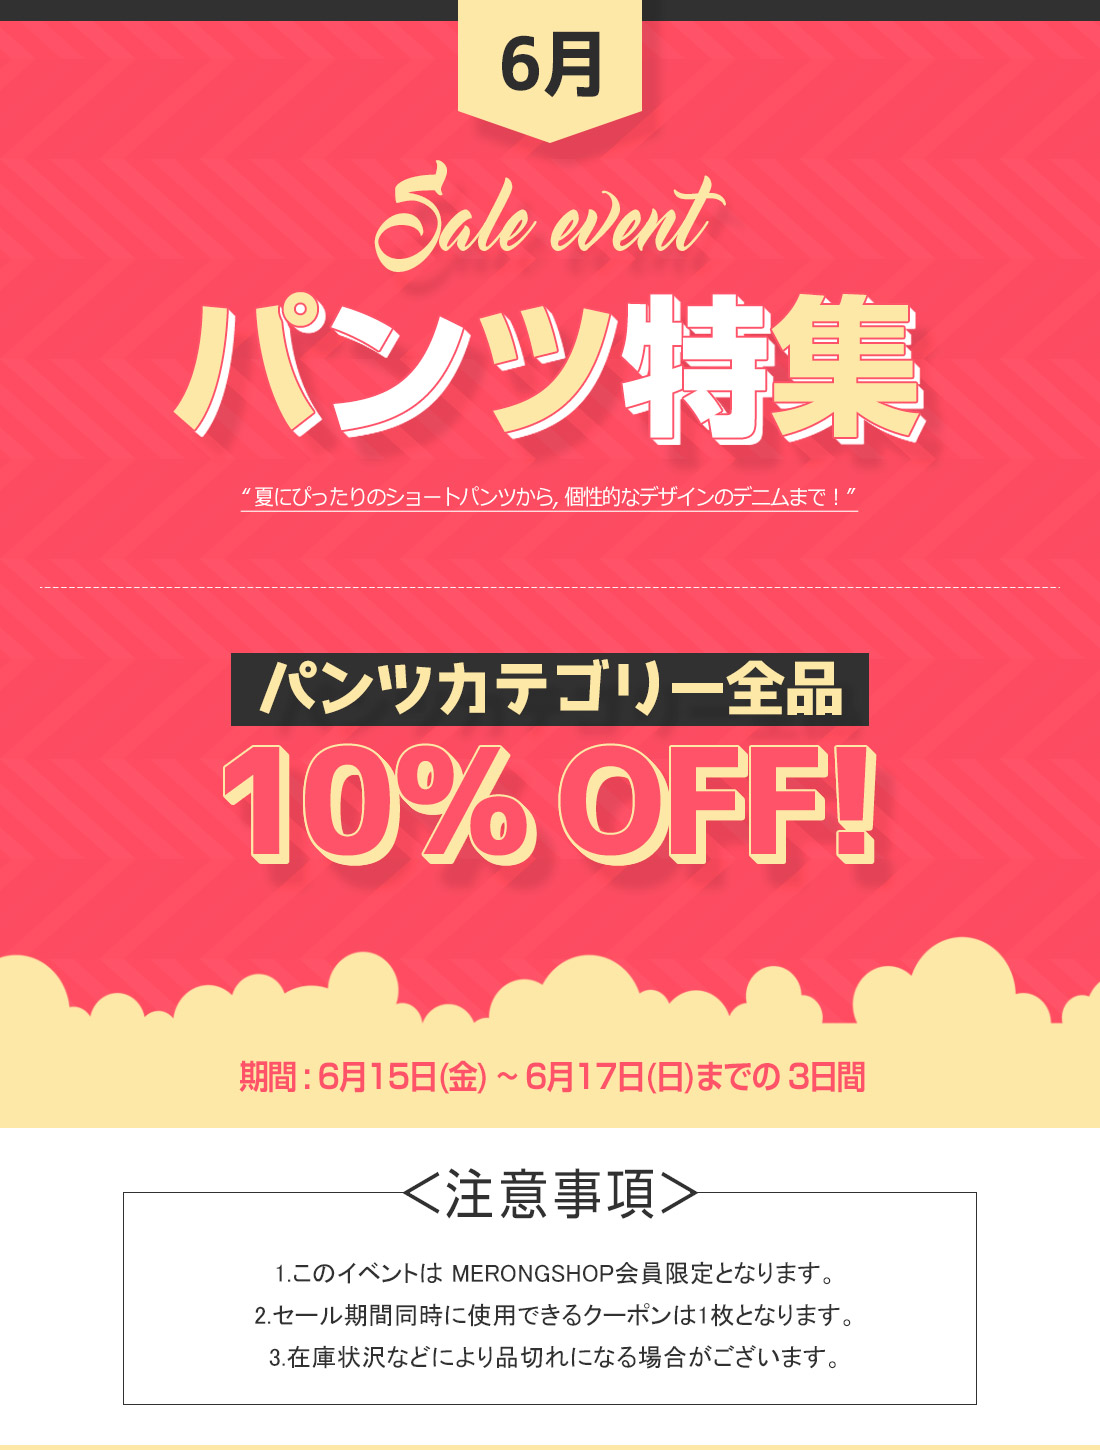 6月
Sale event
パンツ特集
“ 夏にぴったりのショートパンツから, 個性的なデザインのデニムまで！”
パンツカテゴリー全品
10% OFF!
期間 : 6月15日(金) ~ 6月17日(日)までの 3日間
＜注意事項＞
1.このイベントは MERONGSHOP会員限定となります。
2.セール期間同時に使用できるクーポンは1枚となります。
3.在庫状況などにより品切れになる場合がございます。